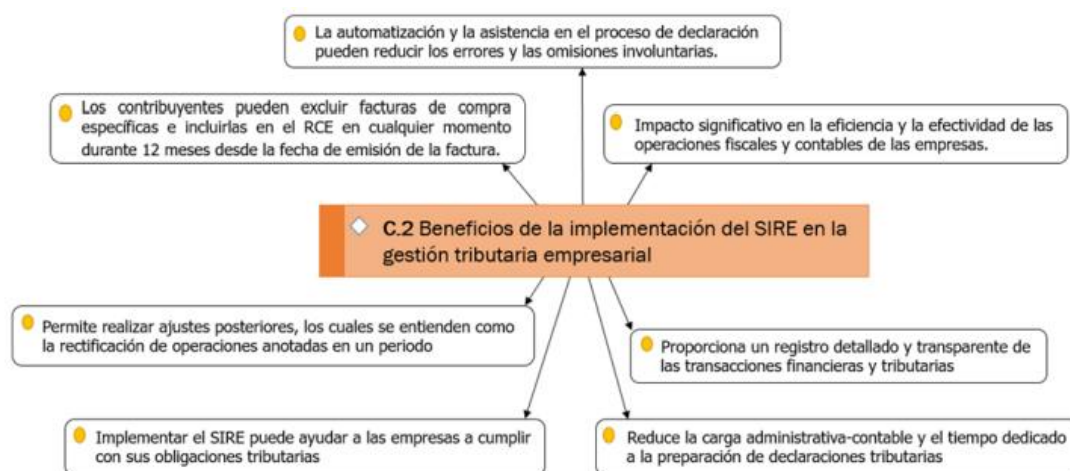 La automatización y la asistencia en el proceso de declaración
pueden reducir los errores y las omisiones involuntarias.
Los contribuyentes pueden excluir facturas de compra
específicas e incluirlas en el RCE en cualquier momento
durante 12 meses desde la fecha de emisión de la factura.
Impacto significativo en la eficiencia y la efectividad de las
operaciones fiscales y contables de las empresas.
C.2 Beneficios de la implementación del SIRE en la
gestión tributaria empresarial
Permite realizar ajustes posteriores, los cuales se entienden como
la rectificación de operaciones anotadas en un periodo
Proporciona un registro detallado y transparente de
las transacciones financieras y tributarias
Implementar el SIRE puede ayudar a las empresas a cumplir
con sus obligaciones tributarias
Reduce la carga administrativa-contable y el tiempo dedicado
a la preparación de declaraciones tributarias